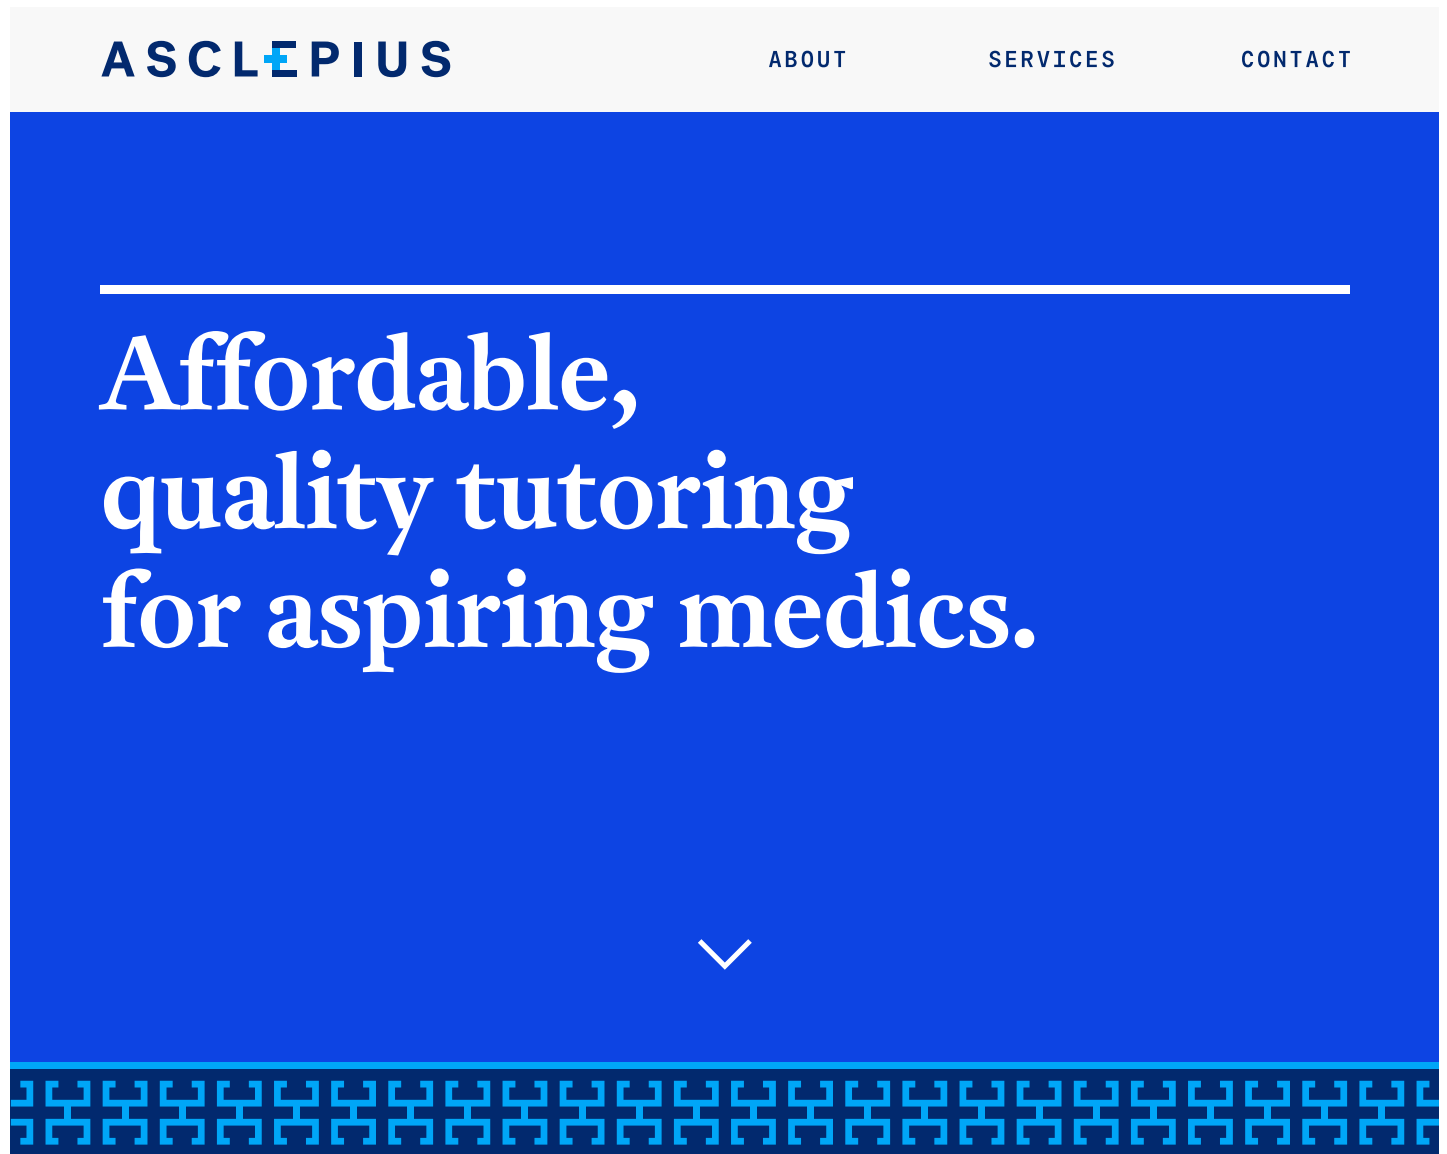 ASCLEPIUS
ABOUT SERVICES CONTACT
Affordable,
quality tutoring
for aspiring medics.